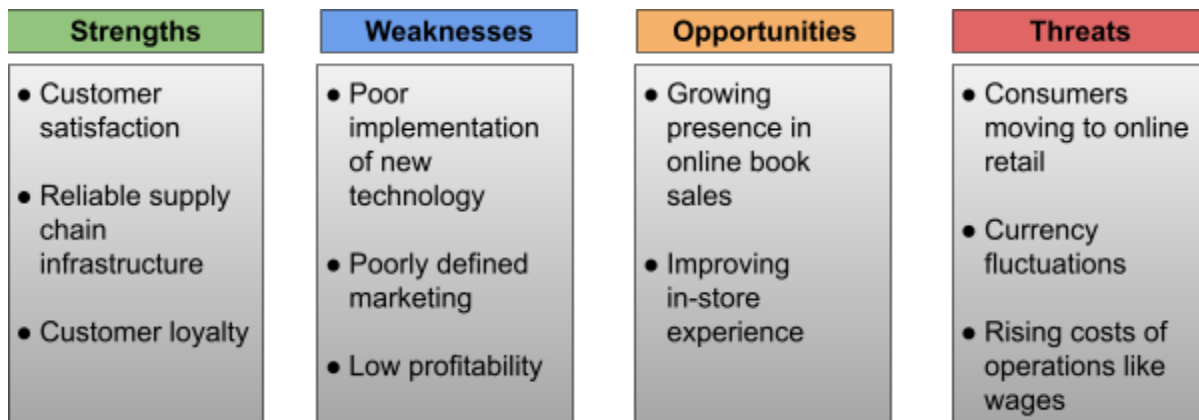 Strengths
● Customer
satisfaction
● Reliable supply
chain
infrastructure
● Customer loyalty
Weaknesses
● Poor
implementation
of new
technology
● Poorly defined
marketing
● Low profitability
Opportunities
● Growing
presence in
online book
sales
● Improving
in-store
experience
Threats
● Consumers
moving to online
retail
● Currency
fluctuations
● Rising costs of
operations like
wages